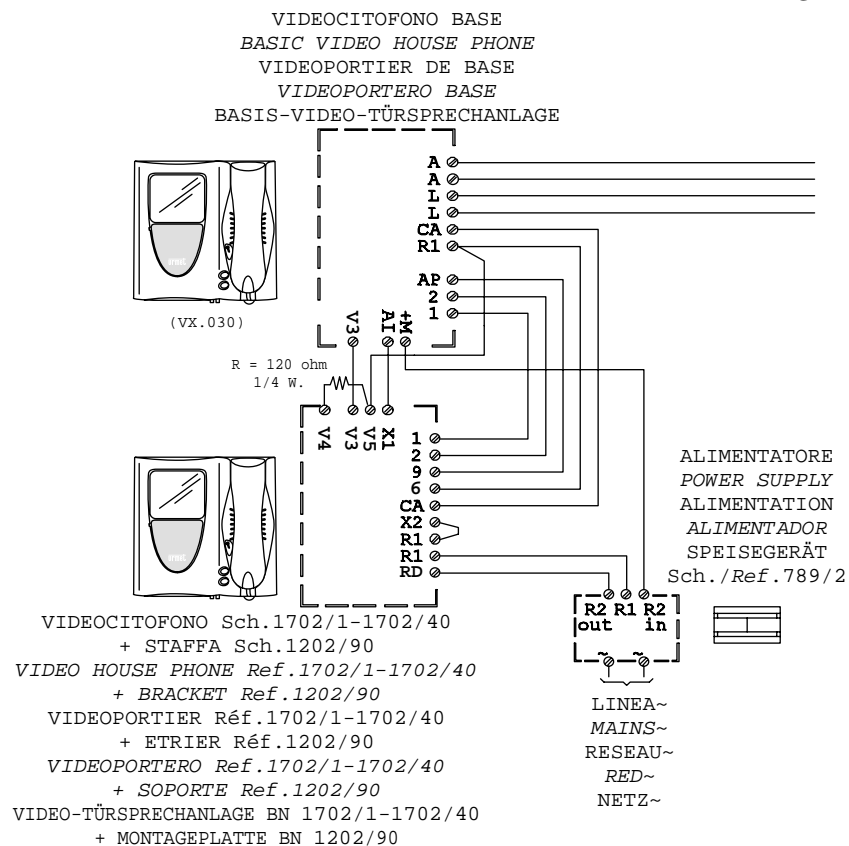 VIDEOCITOFONO BASE
BASIC VIDEO HOUSE PHONE
VIDEOPORTIER DE BASE
VIDEOPORTERO BASE
BASIS-VIDEO-TÜRSPRECHANLAGE
A
A
L
L
CA
R1
AP
2
1
V3
AI
+M
(VX.030)
R = 120 ohm
1/4 W.
V4
V3
V5
X1
1
2
9
6
CA
X2
R1
R1
RD
ALIMENTATORE
POWER SUPPLY
ALIMENTATION
ALIMENTADOR
SPEISEGERÄT
Sch./Ref.789/2
R2 R1 R2
out in
~ ~
LINEA~
MAINS~
RESEAU~
RED~
NETZ~
VIDEOCITOFONO Sch.1702/1-1702/40
+ STAFFA Sch.1202/90
VIDEO HOUSE PHONE Ref.1702/1-1702/40
+ BRACKET Ref.1202/90
VIDEOPORTIER Réf.1702/1-1702/40
+ ETRIER Réf.1202/90
VIDEOPORTERO Ref.1702/1-1702/40
+ SOPORTE Ref.1202/90
VIDEO-TÜRSPRECHANLAGE BN 1702/1-1702/40
+ MONTAGEPLATTE BN 1202/90